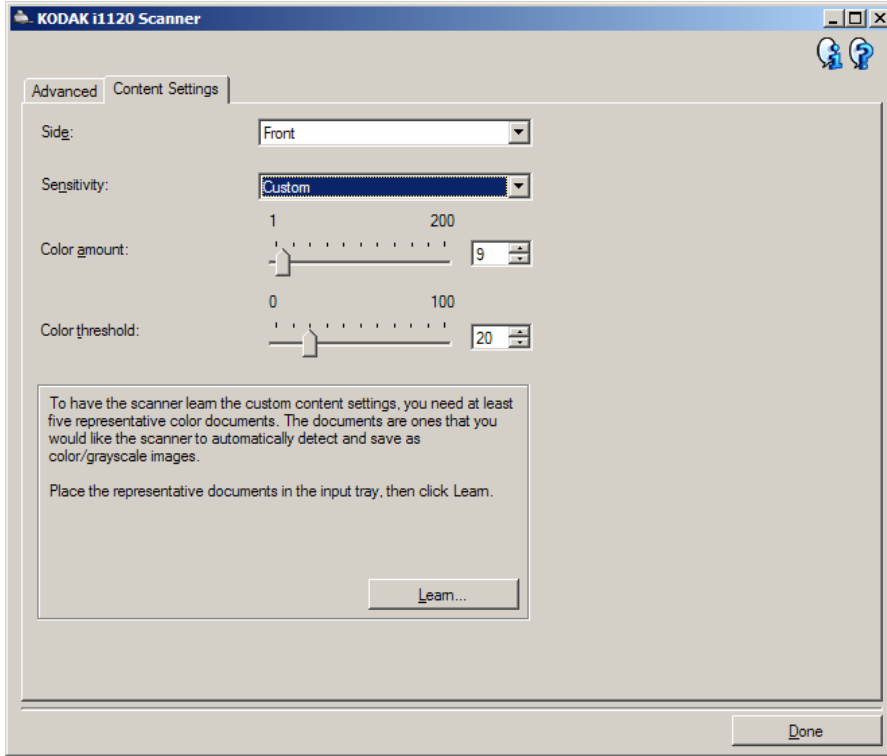 KODAK i1120 Scanner
Advanced
Content Settings
Side:
Front
Sensitivity:
Custom
1 200
Color amount:
9
0 100
Color threshold:
20
To have the scanner learn the custom content settings, you need at least
five representative color documents. The documents are ones that you
would like the scanner to automatically detect and save as
color/grayscale images.
Place the representative documents in the input tray, then click Learn.
Learn...
Done